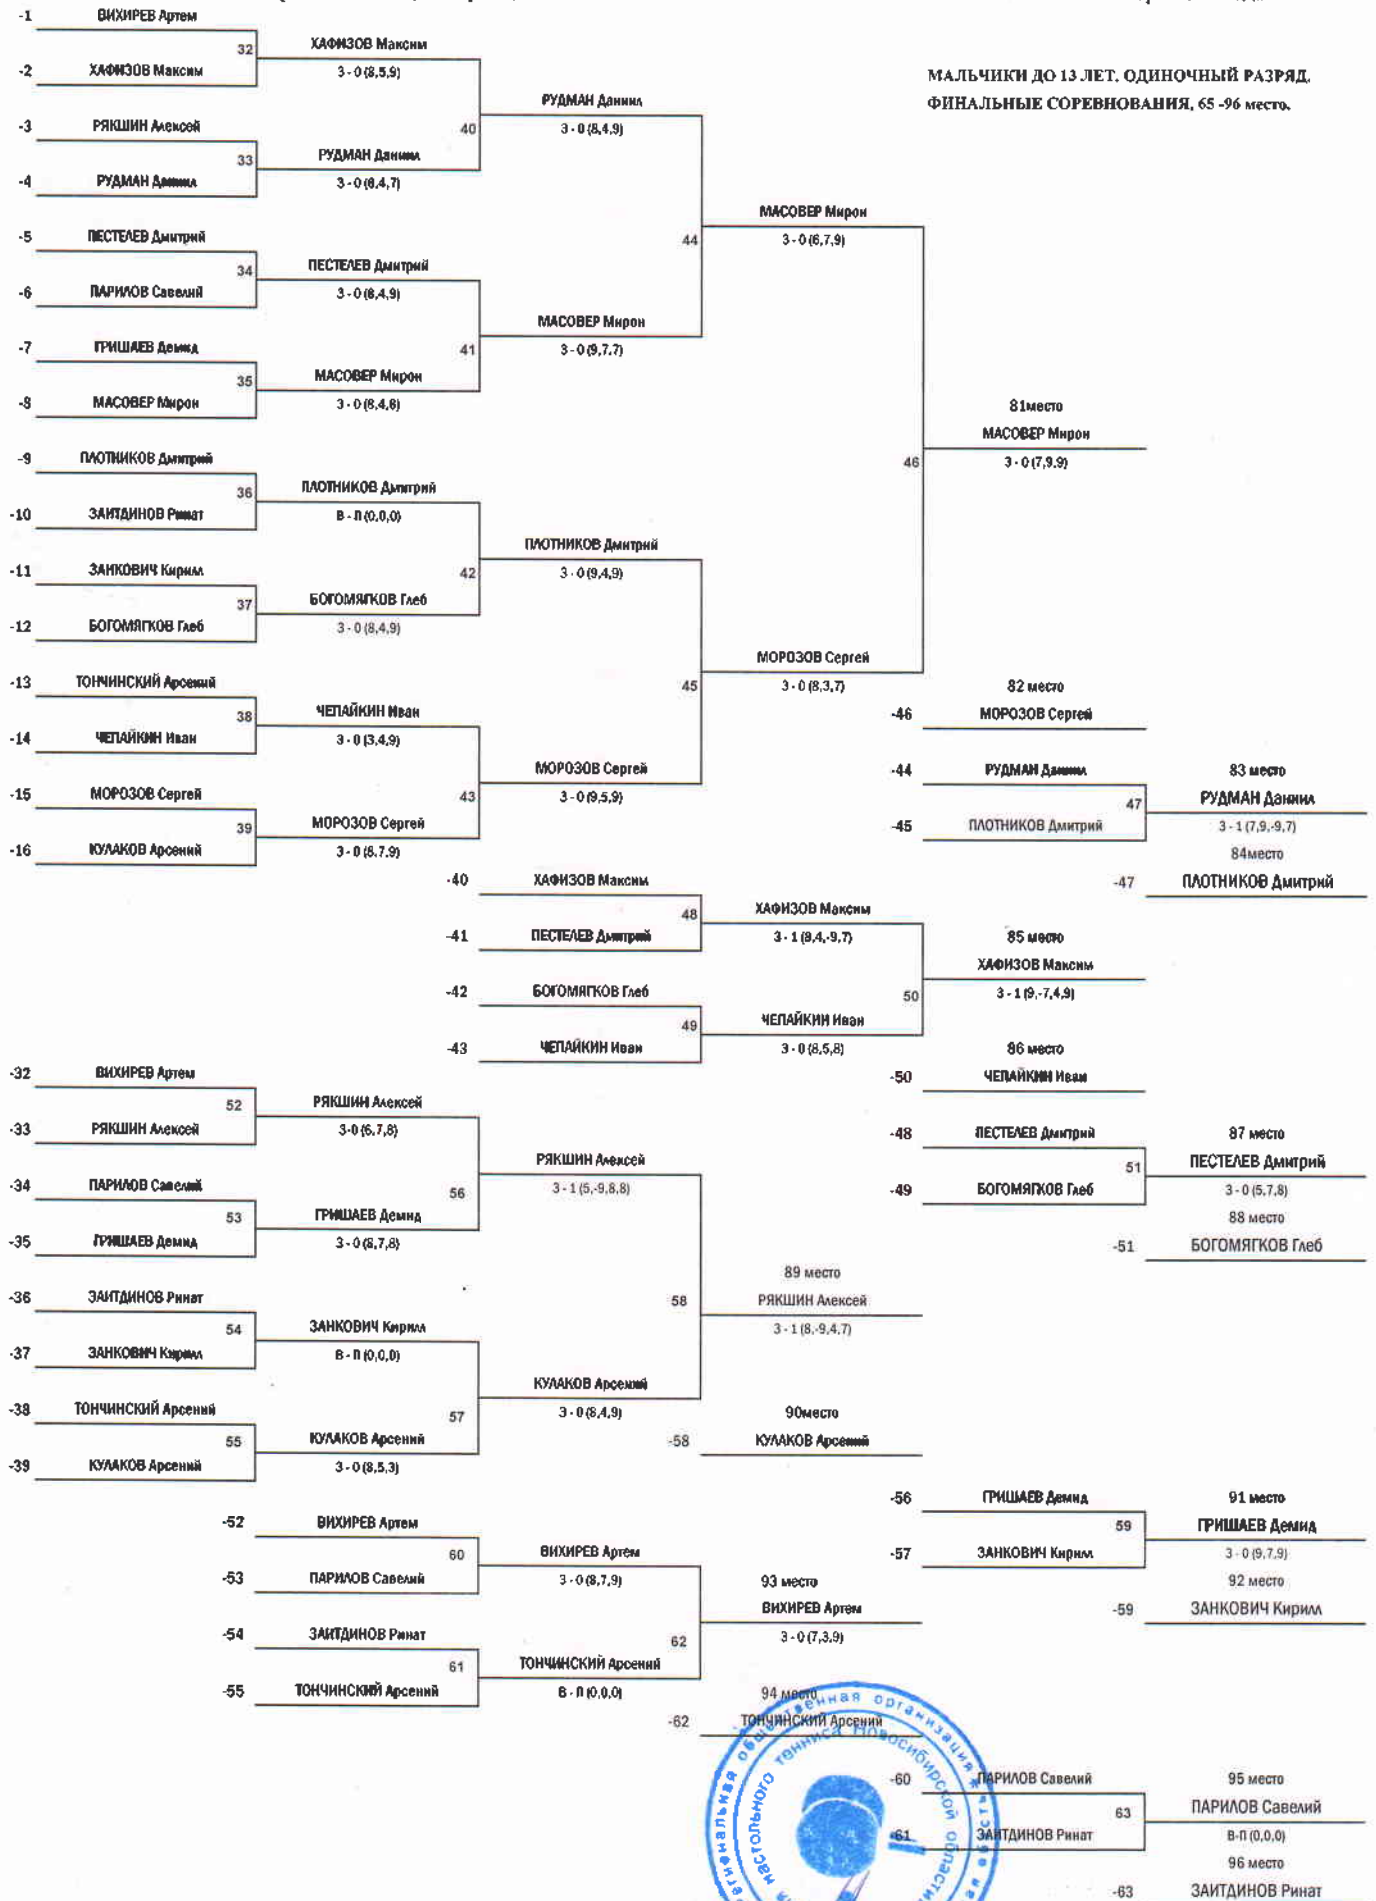 МАЛЬЧИКИ ДО 13 ЛЕТ. ОДИНОЧНЫЙ РАЗРЯД.
ФИНАЛЬНЫЕ СОРЕВНОВАНИЯ, 65 -96 место.
-1 ВИХИРЕВ Артем
32 ХАФИЗОВ Максим
-2 ХАФИЗОВ Максим 3 - 0 (8,5,9)
РУДМАН Даниил
-3 РЯКШИН Алексей 40 3 - 0 (8,4,9)
33 РУДМАН Даниил
-4 РУДМАН Даниил 3 - 0 (6,4,7)
МАСОВЕР Мирон
-5 ПЕСТЕЛЕВ Дмитрий 44 3 - 0 (6,7,9)
34 ПЕСТЕЛЕВ Дмитрий
-6 ПАРИЛОВ Савелий 3 - 0 (8,4,9)
МАСОВЕР Мирон
-7 ГРИШАЕВ Демид 41 3 - 0 (9,7,7)
35 МАСОВЕР Мирон
-8 МАСОВЕР Мирон 3 - 0 (6,4,6)
81место
МАСОВЕР Мирон
-9 ПЛОТНИКОВ Дмитрий 46 3 - 0 (7,9,9)
36 ПЛОТНИКОВ Дмитрий
-10 ЗАИТДИНОВ Ринат В - П (0,0,0)
ПЛОТНИКОВ Дмитрий
-11 ЗАНКОВИЧ Кирилл 42 3 - 0 (9,4,9)
37 БОГОМЯГКОВ Глеб
-12 БОГОМЯГКОВ Глеб 3 - 0 (8,4,9)
МОРОЗОВ Сергей
-13 ТОНЧИНСКИЙ Арсений 45 3 - 0 (8,3,7) 82 место
38 ЧЕПАЙКИН Иван -46 МОРОЗОВ Сергей
-14 ЧЕПАЙКИН Иван 3 - 0 (3,4,9)
МОРОЗОВ Сергей -44 РУДМАН Даниил 83 место
-15 МОРОЗОВ Сергей 43 3 - 0 (9,5,9) 47 РУДМАН Даниил
39 МОРОЗОВ Сергей -45 ПЛОТНИКОВ Дмитрий 3 - 1 (7,9,-9,7)
-16 КУЛАКОВ Арсений 3 - 0 (6,7,9) 84место
-40 ХАФИЗОВ Максим -47 ПЛОТНИКОВ Дмитрий
48 ХАФИЗОВ Максим
-41 ПЕСТЕЛЕВ Дмитрий 3 - 1 (8,4,-9,7) 85 место
ХАФИЗОВ Максим
-42 БОГОМЯГКОВ Глеб 50 3 - 1 (9,-7,4,9)
49 ЧЕПАЙКИН Иван
-43 ЧЕПАЙКИН Иван 3 - 0 (8,5,8) 86 место
-32 ВИХИРЕВ Артем -50 ЧЕПАЙКИН Иван
52 РЯКШИН Алексей
-33 РЯКШИН Алексей 3-0 (6,7,8) -48 ПЕСТЕЛЕВ Дмитрий 87 место
РЯКШИН Алексей 51 ПЕСТЕЛЕВ Дмитрий
-34 ПАРИЛОВ Савелий 56 3 - 1 (5,-9,8,8) -49 БОГОМЯГКОВ Глеб 3 - 0 (5,7,8)
53 ГРИШАЕВ Демид 88 место
-35 ГРИШАЕВ Демид 3 - 0 (8,7,8) -51 БОГОМЯГКОВ Глеб
89 место
-36 ЗАИТДИНОВ Ринат 58 РЯКШИН Алексей
54 ЗАНКОВИЧ Кирилл 3 - 1 (8,-9,4,7)
-37 ЗАНКОВИЧ Кирилл В - П (0,0,0)
КУЛАКОВ Арсений
-38 ТОНЧИНСКИЙ Арсений 57 3 - 0 (8,4,9) 90место
55 КУЛАКОВ Арсений -58 КУЛАКОВ Арсений
-39 КУЛАКОВ Арсений 3 - 0 (8,5,3)
-56 ГРИШАЕВ Демид 91 место
-52 ВИХИРЕВ Артем 59 ГРИШАЕВ Демид
60 ВИХИРЕВ Артем -57 ЗАНКОВИЧ Кирилл 3 - 0 (9,7,9)
-53 ПАРИЛОВ Савелий 3 - 0 (8,7,9) 93 место 92 место
ВИХИРЕВ Артем -59 ЗАНКОВИЧ Кирилл
-54 ЗАИТДИНОВ Ринат 62 3 - 0 (7,3,9)
61 ТОНЧИНСКИЙ Арсений
-55 ТОНЧИНСКИЙ Арсений В - П (0,0,0) 94 место
-62 ТОНЧИНСКИЙ Арсений
-60 ПАРИЛОВ Савелий 95 место
63 ПАРИЛОВ Савелий
-61 ЗАИТДИНОВ Ринат В-П (0,0,0)
96 место
-63 ЗАИТДИНОВ Ринат
общественная организация
настольного тенниса Новосибирской области